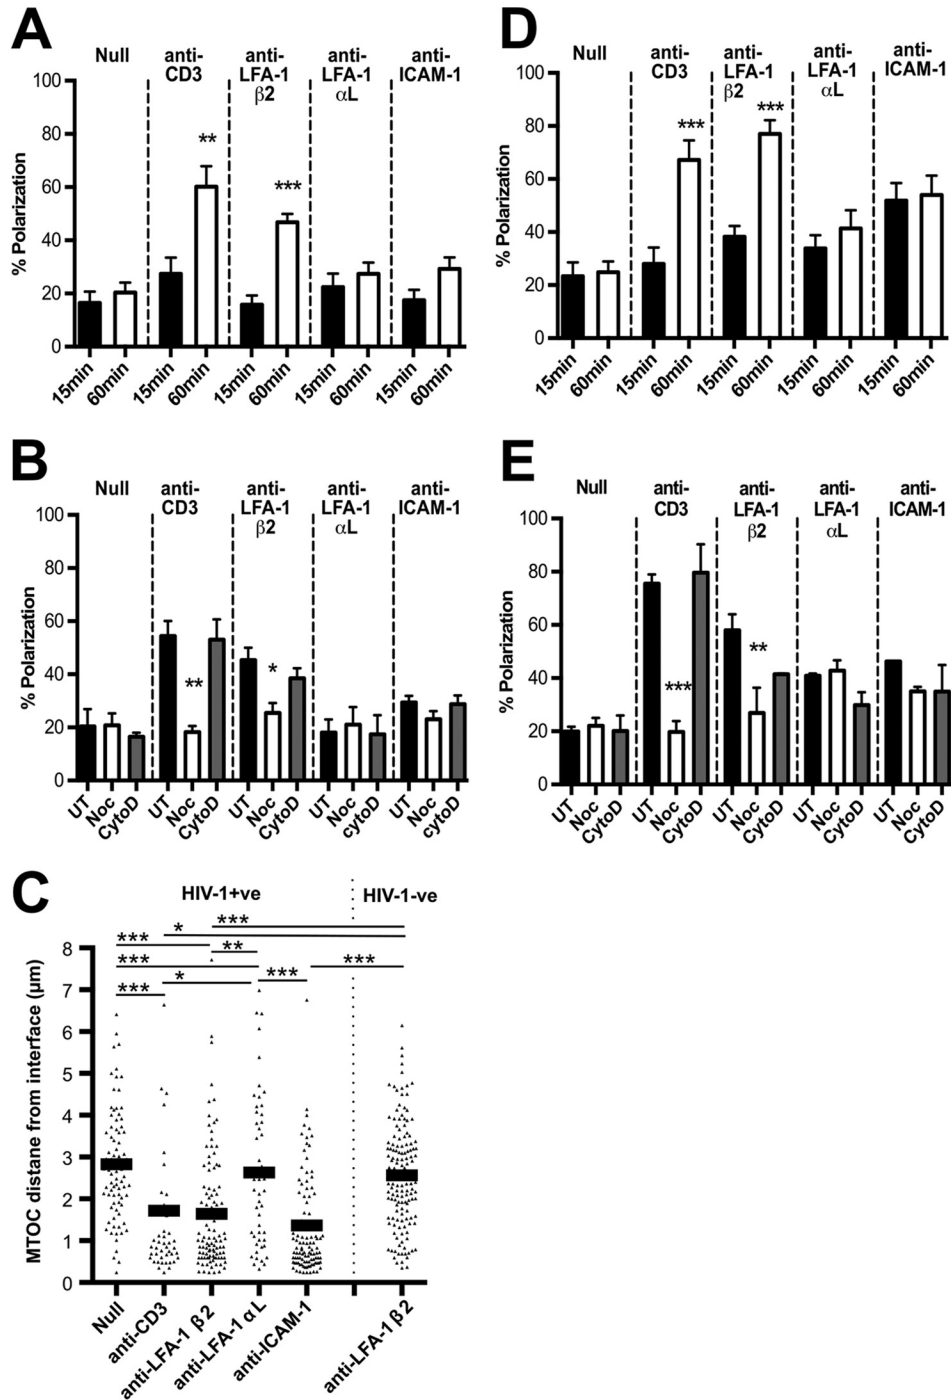 A
Null
anti-
CD3
anti-
LFA-1
β2
anti-
LFA-1
αL
anti-
ICAM-1
% Polarization
100
80
60
40
20
0
** ***
15min 60min 15min 60min 15min 60min 15min 60min 15min 60min
D
Null
anti-
CD3
anti-
LFA-1
β2
anti-
LFA-1
αL
anti-
ICAM-1
% Polarization
100
80
60
40
20
0
*** ***
15min 60min 15min 60min 15min 60min 15min 60min 15min 60min
B
Null
anti-
CD3
anti-
LFA-1
β2
anti-
LFA-1
αL
anti-
ICAM-1
% Polarization
100
80
60
40
20
0
** *
UT Noc CytoD UT Noc CytoD UT Noc CytoD UT Noc cytoD UT Noc cytoD
E
Null
anti-
CD3
anti-
LFA-1
β2
anti-
LFA-1
αL
anti-
ICAM-1
% Polarization
100
80
60
40
20
0
*** **
UT Noc CytoD UT Noc CytoD UT Noc CytoD UT Noc CytoD UT Noc CytoD
C
HIV-1+ve
HIV-1-ve
***
*
*** **
*** *** ***
*
***
MTOC distane from interface (μm)
8
7
6
5
4
3
2
1
0
Null anti-CD3 anti-LFA-1 β2 anti-LFA-1 αL anti-ICAM-1 anti-LFA-1 β2